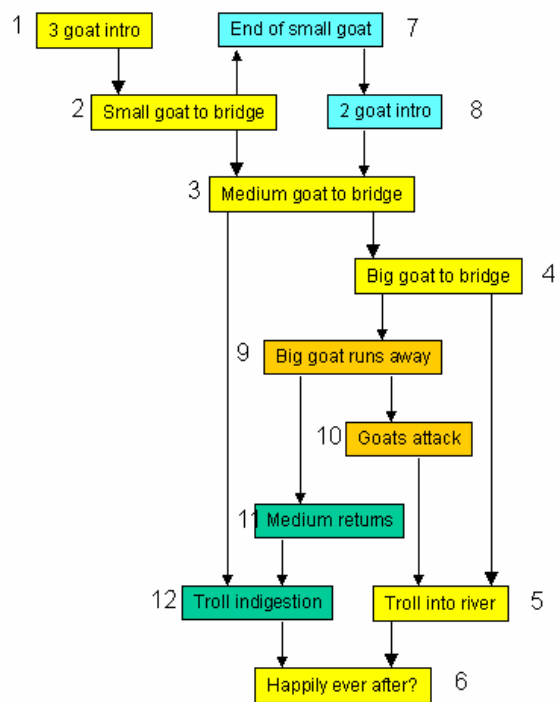 1 3 goat intro
End of small goat 7
2 Small goat to bridge
2 goat intro 8
3 Medium goat to bridge
Big goat to bridge 4
9 Big goat runs away
10 Goats attack
11 Medium returns
12 Troll indigestion
Troll into river 5
Happily ever after? 6